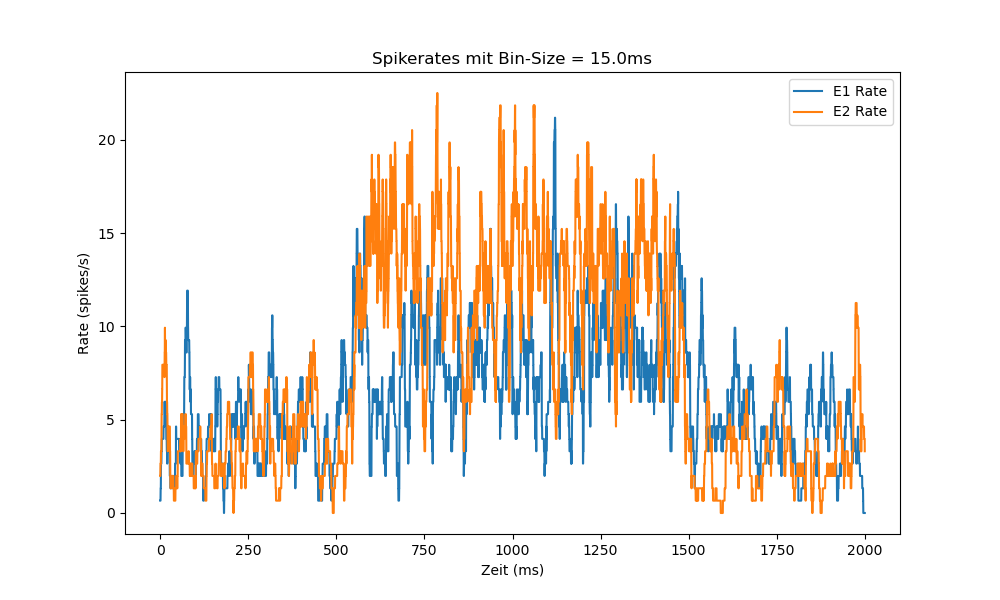 Spikerates mit Bin-Size = 15.0ms
E1 Rate
E2 Rate
Rate (spikes/s)
20
15
10
5
0
0 250 500 750 1000 1250 1500 1750 2000
Zeit (ms)